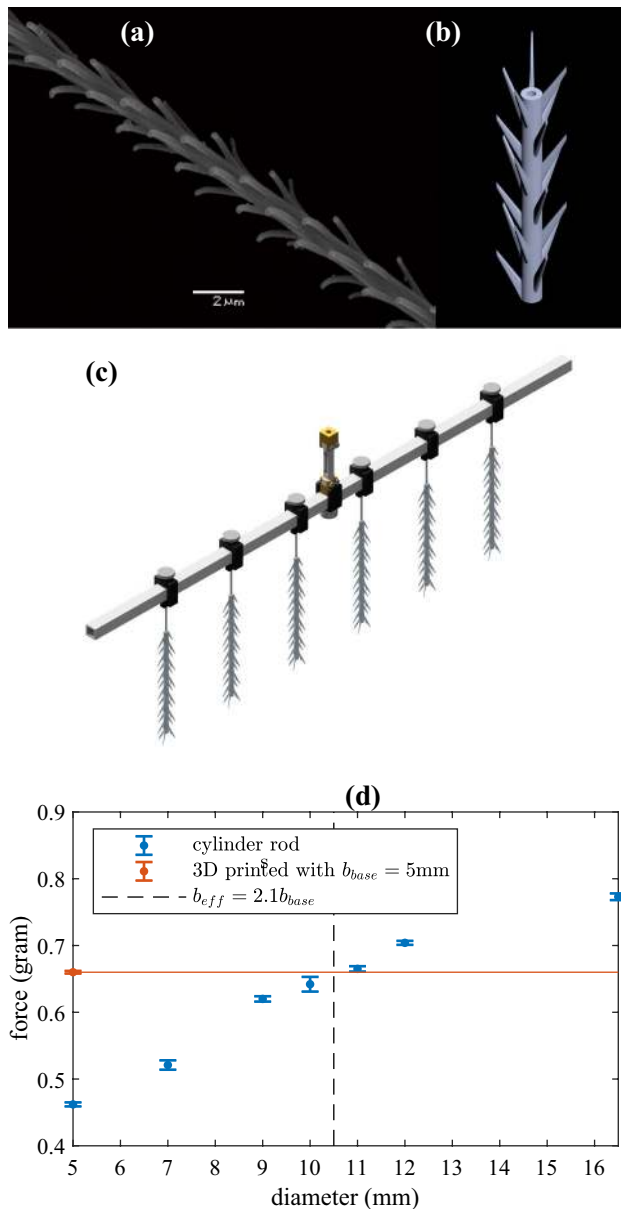 (a)
(b)
2 μm
(c)
(d)
0.9
0.8
0.7
0.6
0.5
0.4
force (gram)
cylinder rod
s
3D printed with b_base = 5mm
b_eff = 2.1b_base
5 6 7 8 9 10 11 12 13 14 15 16
diameter (mm)